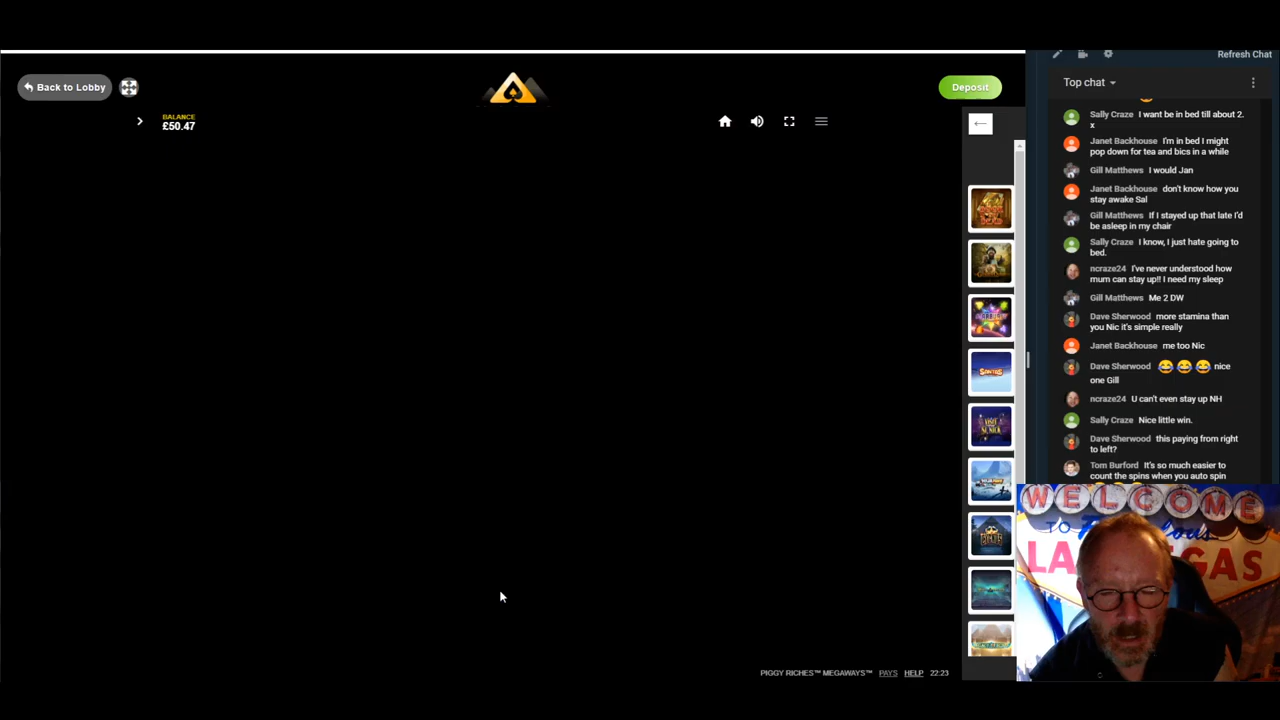 Refresh Chat
Back to Lobby
Deposit
BALANCE
£50.47
Top chat
Sally Craze I want be in bed till about 2.
x
Janet Backhouse I'm in bed I might
pop down for tea and bics in a while
Gill Matthews I would Jan
Janet Backhouse don't know how you
stay awake Sal
Gill Matthews If I stayed up that late I'd
be asleep in my chair
Sally Craze I know, I just hate going to
bed.
ncraze24 I've never understood how
mum can stay up!! I need my sleep
Gill Matthews Me 2 DW
Dave Sherwood more stamina than
you Nic it's simple really
Janet Backhouse me too Nic
Dave Sherwood 😂 😂 😂 nice
one Gill
ncraze24 U can't even stay up NH
Sally Craze Nice little win.
Dave Sherwood this paying from right
to left?
Tom Burford It's so much easier to
count the spins when you auto spin
WELCOME
TO Fabulous
LAS VEGAS
PIGGY RICHES™ MEGAWAYS™ PAYS HELP 22:23